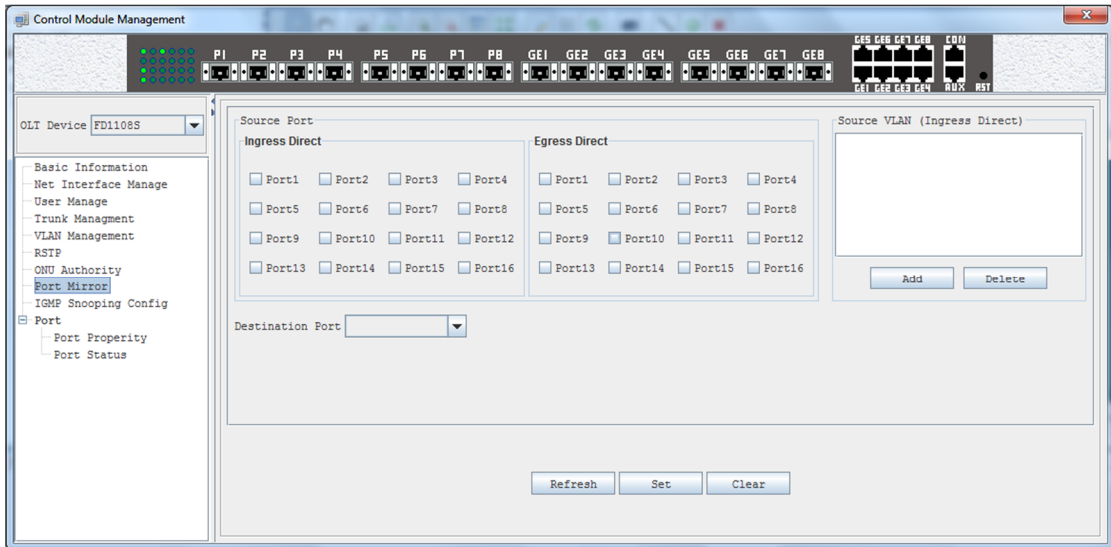 Control Module Management
P1 P2 P3 P4 P5 P6 P7 P8 GE1 GE2 GE3 GE4 GE5 GE6 GE7 GE8
GE5 GE6 GE7 GE8 CON
GE1 GE2 GE3 GE4 AUX RST
OLT Device FD1108S
Basic Information
Net Interface Manage
User Manage
Trunk Managment
VLAN Management
RSTP
ONU Authority
Port Mirror
IGMP Snooping Config
Port
Port Properity
Port Status
Source Port
Ingress Direct
Port1 Port2 Port3 Port4
Port5 Port6 Port7 Port8
Port9 Port10 Port11 Port12
Port13 Port14 Port15 Port16
Egress Direct
Port1 Port2 Port3 Port4
Port5 Port6 Port7 Port8
Port9 Port10 Port11 Port12
Port13 Port14 Port15 Port16
Source VLAN (Ingress Direct)
Add Delete
Destination Port
Refresh Set Clear